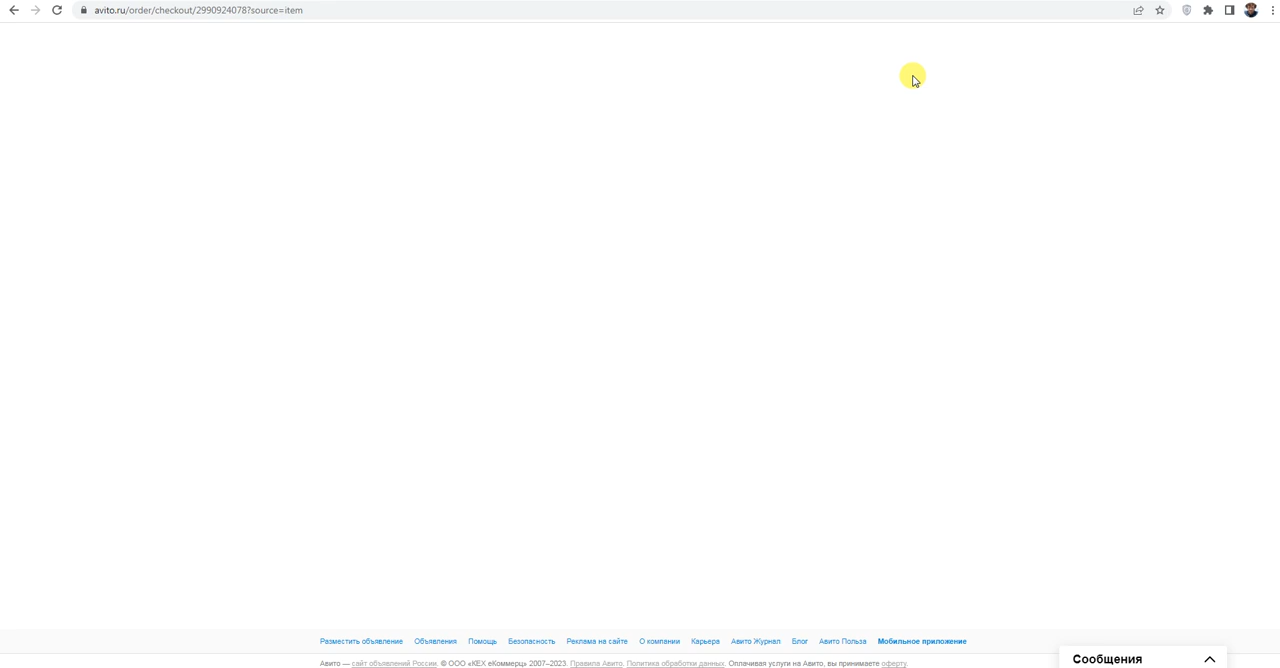 avito.ru/order/checkout/2990924078?source=item
Разместить объявление Объявления Помощь Безопасность Реклама на сайте О компании Карьера Авито Журнал Блог Авито Польза Мобильное приложение
Авито — сайт объявлений России. © ООО «КЕХ еКоммерц» 2007–2023. Правила Авито. Политика обработки данных. Оплачивая услуги на Авито, вы принимаете оферту.
Сообщения